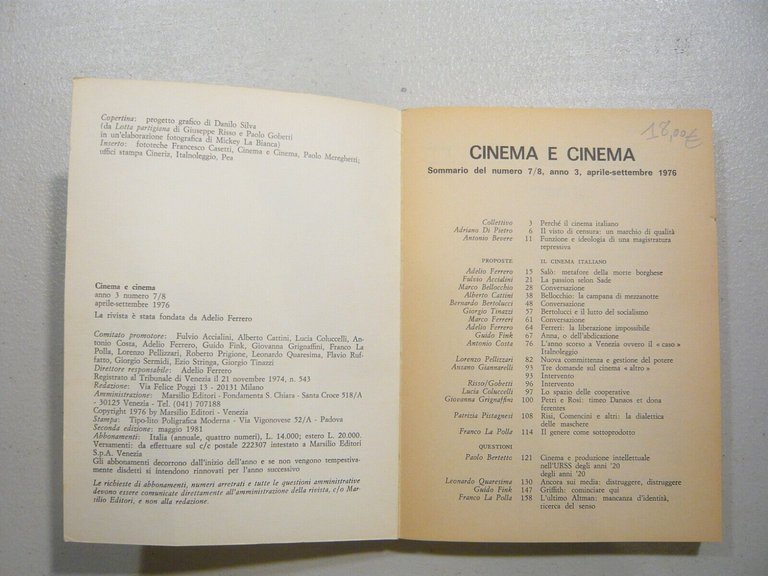 Copertina: progetto grafico di Danilo Silva
(da Lotta partigiana di Giuseppe Risso e Paolo Gobetti
in un'elaborazione fotografica di Mickey La Bianca)
Inserto: fototeche Francesco Casetti, Cinema e Cinema, Paolo Mereghetti;
uffici stampa Cineriz, Italnoleggio, Pea
Cinema e cinema
anno 3 numero 7/8
aprile-settembre 1976
La rivista è stata fondata da Adelio Ferrero
Comitato promotore: Fulvio Accialini, Alberto Cattini, Lucia Coluccelli, An-
tonio Costa, Adelio Ferrero, Guido Fink, Giovanna Grignaffini, Franco La
Polla, Lorenzo Pellizzari, Roberto Prigione, Leonardo Quaresima, Flavio Ruf-
fatto, Giorgio Sermidi, Ezio Stringa, Giorgio Tinazzi
Direttore responsabile: Adelio Ferrero
Registrato al Tribunale di Venezia il 21 novembre 1974, n. 543
Redazione: Via Felice Poggi 13 - 20131 Milano
Amministrazione: Marsilio Editori - Fondamenta S. Chiara - Santa Croce 518/A
- 30125 Venezia - Tel. (041) 707188
Copyright 1976 by Marsilio Editori - Venezia
Stampa: Tipo-lito Poligrafica Moderna - Via Vigonovese 52/A - Padova
Seconda edizione: maggio 1981
Abbonamenti: Italia (annuale, quattro numeri), L. 14.000; estero L. 20.000.
Versamenti: da effettuare sul c/c postale 222307 intestato a Marsilio Editori
S.p.A. Venezia
Gli abbonamenti decorrono dall'inizio dell'anno e se non vengono tempestiva-
mente disdetti si intendono rinnovati per l'anno successivo
Le richieste di abbonamenti, numeri arretrati e tutte le questioni amministrative
devono essere comunicate direttamente all'amministrazione della rivista, c/o Mar-
silio Editori, e non alla redazione.
18,00€
CINEMA E CINEMA
Sommario del numero 7/8, anno 3, aprile-settembre 1976
Collettivo 3 Perché il cinema italiano
Adriano Di Pietro 6 Il visto di censura: un marchio di qualità
Antonio Bevere 11 Funzione e ideologia di una magistratura
repressiva
PROPOSTE IL CINEMA ITALIANO
Adelio Ferrero 15 Salò: metafore della morte borghese
Fulvio Accialini 21 La passion selon Sade
Marco Bellocchio 28 Conversazione
Alberto Cattini 38 Bellocchio: la campana di mezzanotte
Bernardo Bertolucci 48 Conversazione
Giorgio Tinazzi 57 Bertolucci e il lutto del socialismo
Marco Ferreri 61 Conversazione
Adelio Ferrero 64 Ferreri: la liberazione impossibile
Guido Fink 67 Anna, o dell'abdicazione
Antonio Costa 76 L'anno scorso a Venezia ovvero il « caso »
Italnoleggio
Lorenzo Pellizzari 82 Nuova committenza e gestione del potere
Ansano Giannarelli 93 Tre domande sul cinema « altro »
93 Intervento
Risso/Gobetti 96 Intervento
Lucia Coluccelli 97 Lo spazio delle cooperative
Giovanna Grignaffini 100 Petri e Rosi: timeo Danaos et dona
ferentes
Patrizia Pistagnesi 108 Risi, Comencini e altri: la dialettica
delle maschere
Franco La Polla 114 Il genere come sottoprodotto
QUESTIONI
Paolo Bertetto 121 Cinema e produzione intellettuale
nell'URSS degli anni '20
degli anni '20
Leonardo Quaresima 130 Ancora sui media: distruggere, distruggere
Guido Fink 147 Griffith: cominciare qui
Franco La Polla 158 L'ultimo Altman: mancanza d'identità,
ricerca del senso